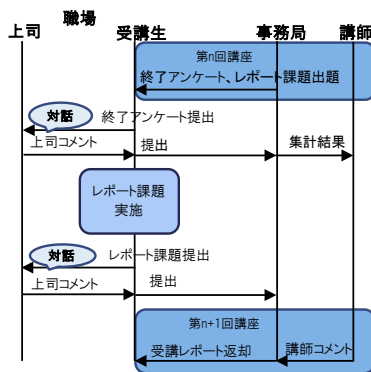 職場
上司
受講生
事務局
講師
第n回講座
終了アンケート、レポート課題出題
対話
終了アンケート提出
上司コメント
提出
集計結果
レポート課題
実施
対話
レポート課題提出
上司コメント
提出
第n+1回講座
受講レポート返却
講師コメント